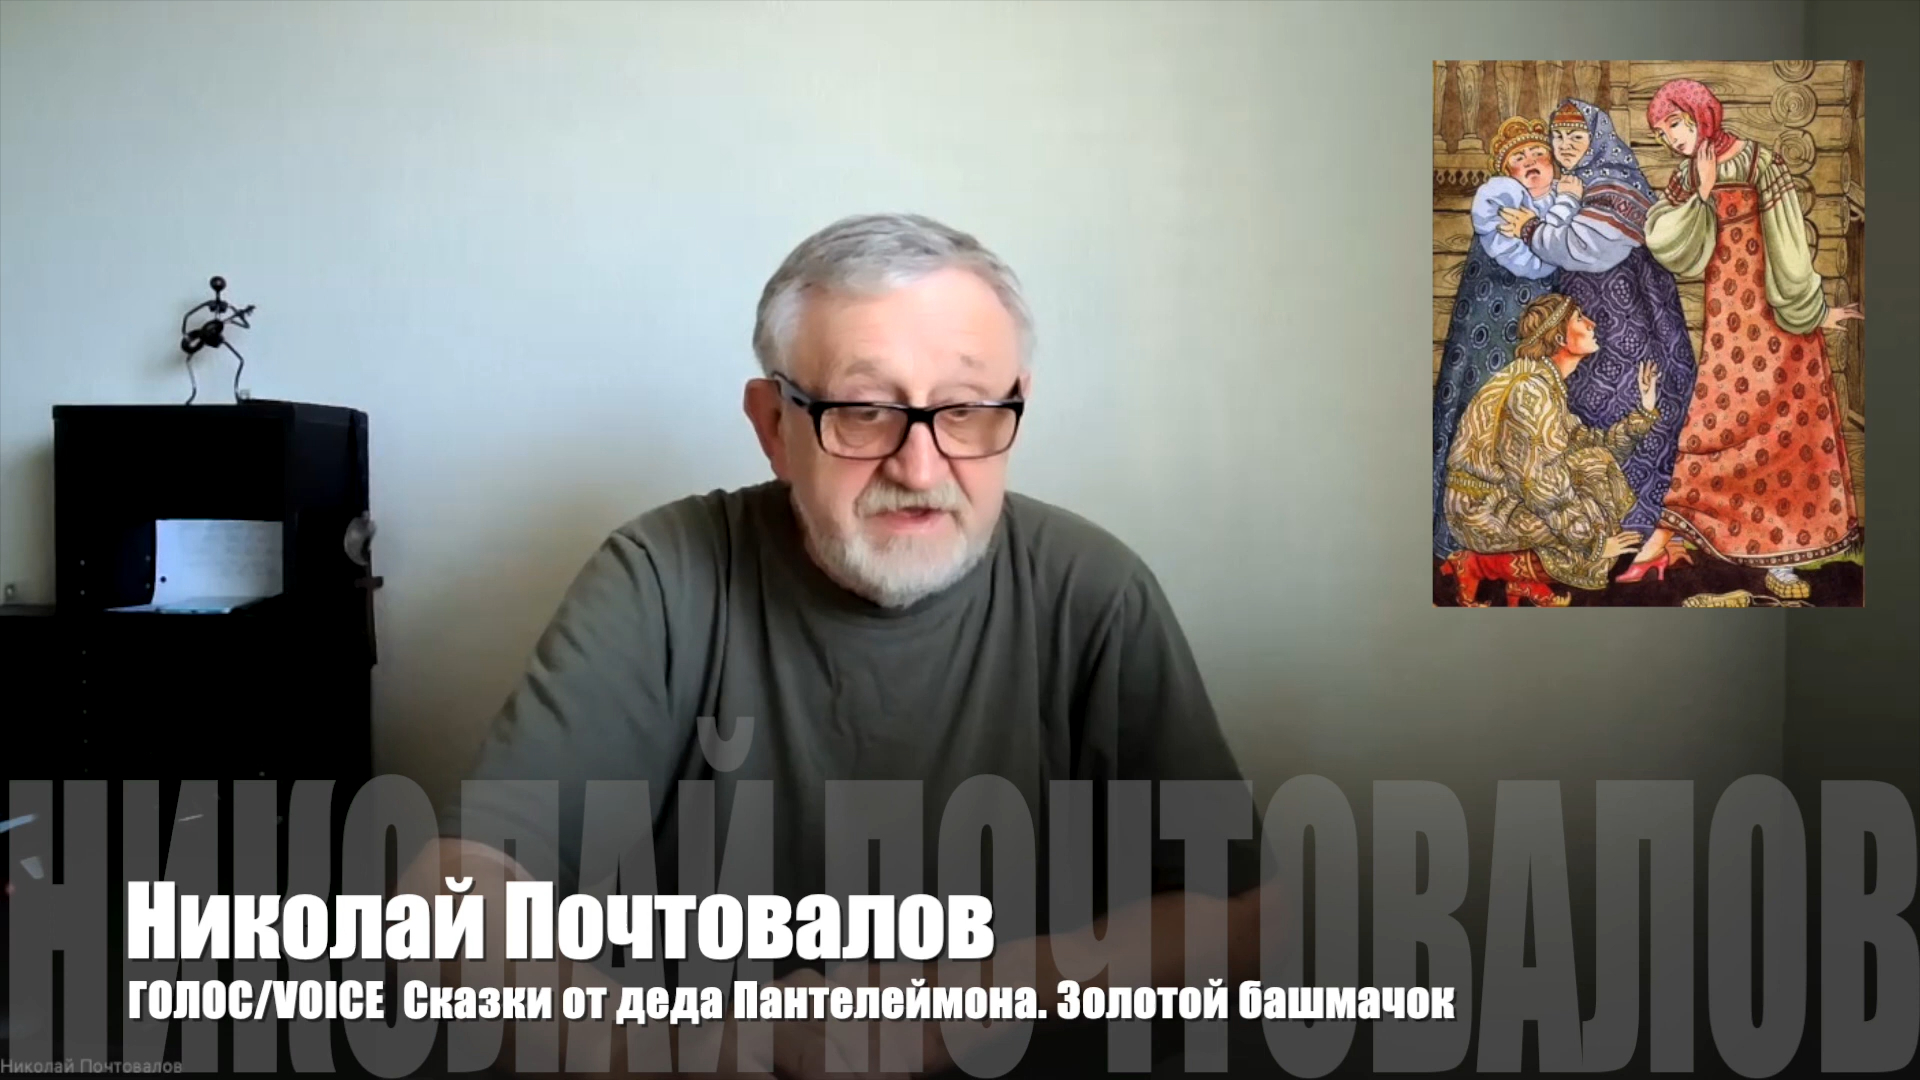 НИКОЛАЙ ПОЧТОВАЛОВ
Николай Почтовалов
ГОЛОС/VOICE Сказки от деда Пантелеймона. Золотой башмачок
Николай Почтовалов